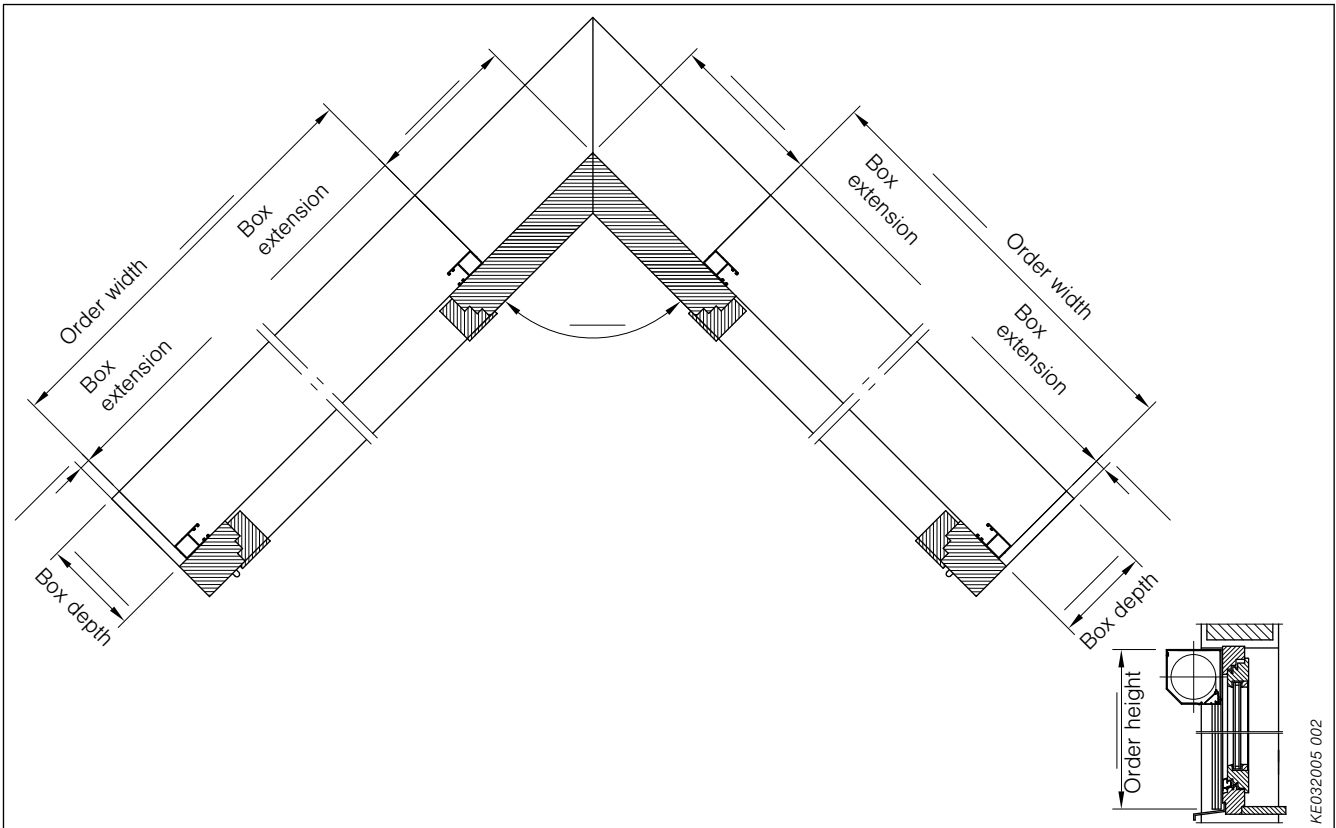 Box
extension
Box
extension
Order width
Order width
Box
extension
Box
extension
Box depth
Box depth
Order height
KE032005 002